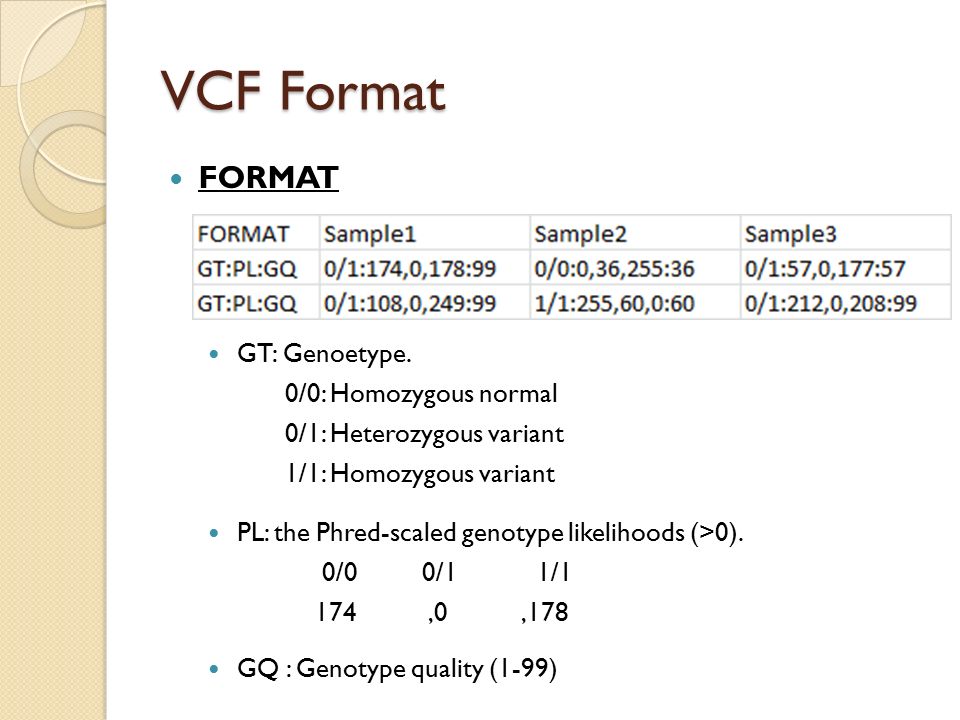 VCF Format
FORMAT
FORMAT Sample1 Sample2 Sample3
GT:PL:GQ 0/1:174,0,178:99 0/0:0,36,255:36 0/1:57,0,177:57
GT:PL:GQ 0/1:108,0,249:99 1/1:255,60,0:60 0/1:212,0,208:99
GT: Genoetype.
0/0: Homozygous normal
0/1: Heterozygous variant
1/1: Homozygous variant
PL: the Phred-scaled genotype likelihoods (>0).
0/0 0/1 1/1
174 ,0 ,178
GQ : Genotype quality (1-99)